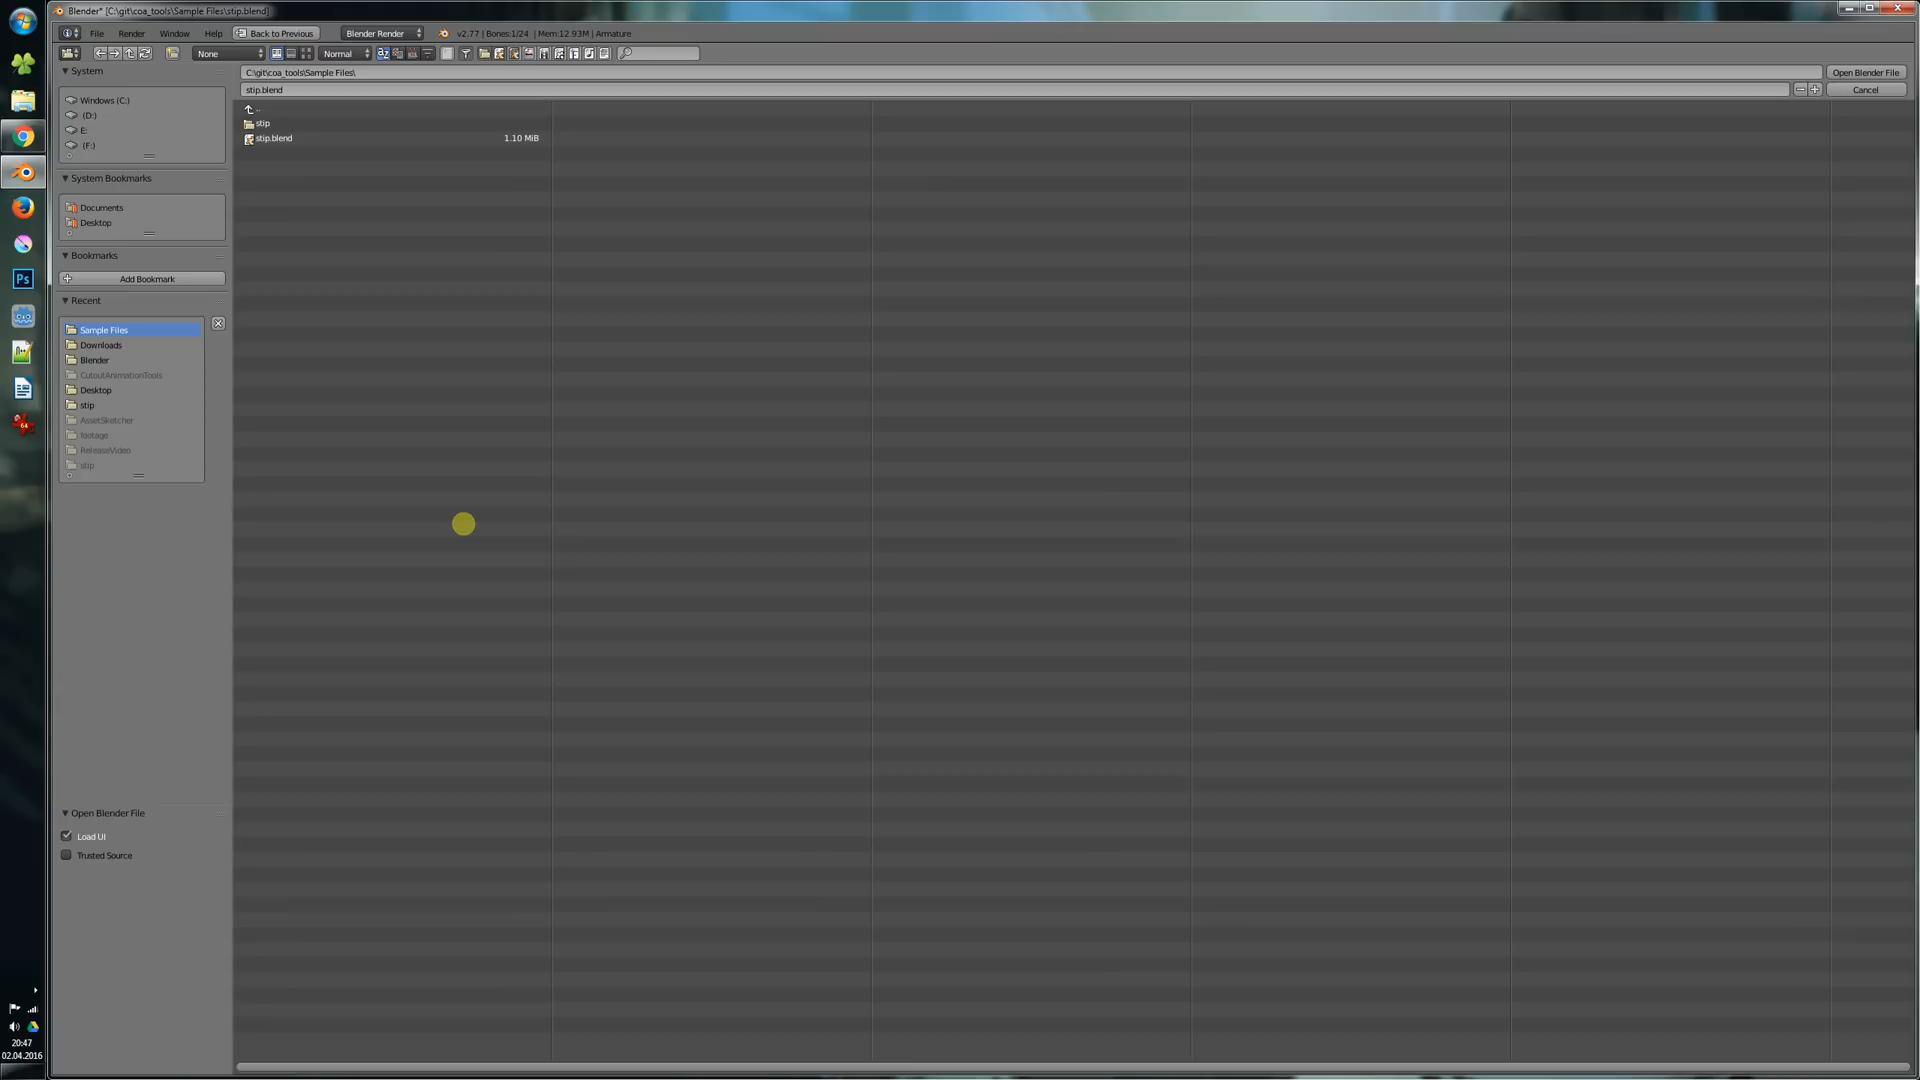 Blender* [C:\git\coa_tools\Sample Files\stip.blend]
File Render Window Help Back to Previous Blender Render v2.77 | Bones:1/24 | Mem:12.93M | Armature
None Normal
System
C:\git\coa_tools\Sample Files\ Open Blender File
stip.blend Cancel
Windows (C:)
(D:)
E:
(F:)
..
stip
stip.blend 1.10 MiB
System Bookmarks
Documents
Desktop
Bookmarks
Add Bookmark
Recent
Sample Files
Downloads
Blender
CutoutAnimationTools
Desktop
stip
AssetSketcher
footage
ReleaseVideo
stip
Open Blender File
Load UI
Trusted Source
Ps
64
20:47
02.04.2016